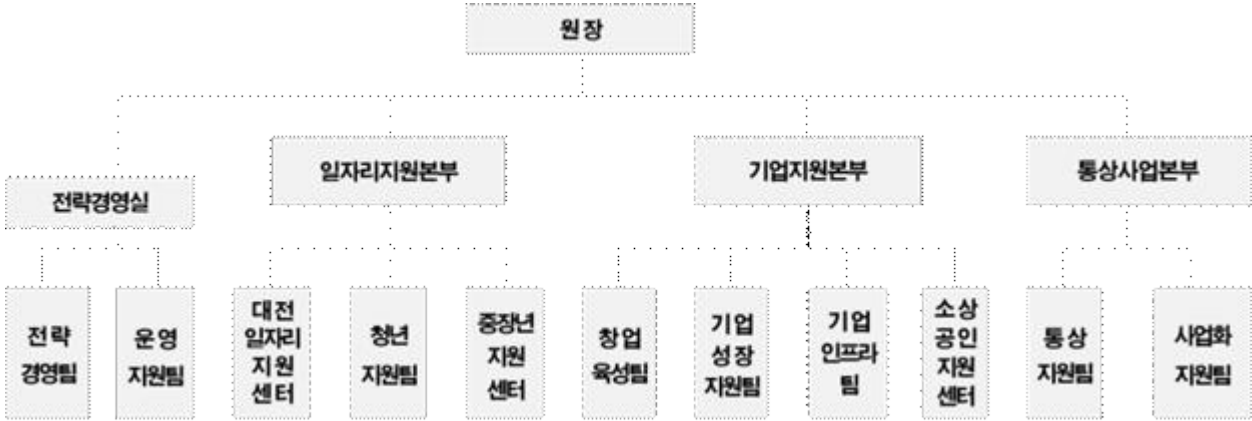 원장
일자리지원본부
기업지원본부
통상사업본부
전략경영실
전략
경영팀
운영
지원팀
대전
일자리
지원
센터
청년
지원팀
중장년
지원
센터
창업
육성팀
기업
성장
지원팀
기업
인프라
팀
소상
공인
지원
센터
통상
지원팀
사업화
지원팀